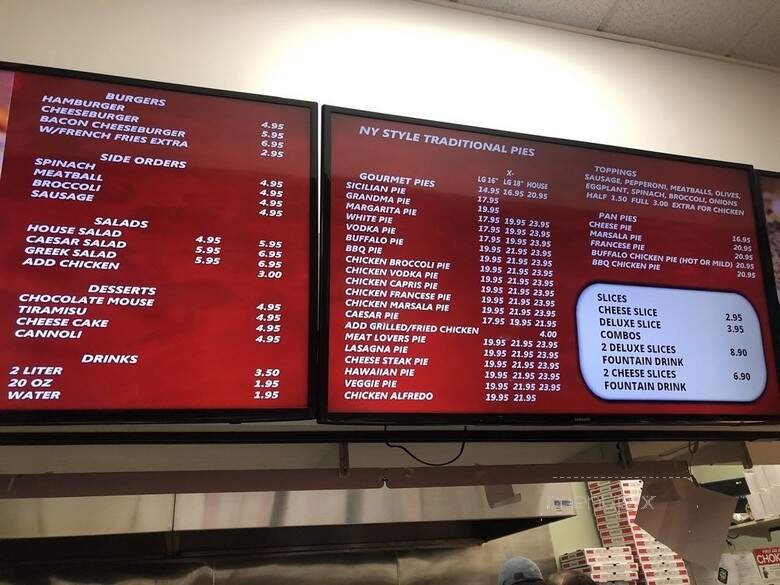 BURGERS
HAMBURGER 4.95
CHEESEBURGER 5.95
BACON CHEESEBURGER 6.95
W/FRENCH FRIES EXTRA 2.95
SIDE ORDERS
SPINACH 4.95
MEATBALL 4.95
BROCCOLI 4.95
SAUSAGE 4.95
SALADS
HOUSE SALAD 4.95 5.95
CAESAR SALAD 5.95 6.95
GREEK SALAD 5.95 6.95
ADD CHICKEN 3.00
DESSERTS
CHOCOLATE MOUSE 4.95
TIRAMISU 4.95
CHEESE CAKE 4.95
CANNOLI 4.95
DRINKS
2 LITER 3.50
20 OZ 1.95
WATER 1.95
NY STYLE TRADITIONAL PIES
X-
GOURMET PIES LG 16" LG 18" HOUSE
14.95 16.95 20.95
SICILIAN PIE 17.95
GRANDMA PIE 19.95
MARGARITA PIE 17.95 19.95 23.95
WHITE PIE 17.95 19.95 23.95
VODKA PIE 17.95 19.95 23.95
BUFFALO PIE 19.95 21.95 23.95
BBQ PIE 19.95 21.95 23.95
CHICKEN BROCCOLI PIE 19.95 21.95 23.95
CHICKEN VODKA PIE 19.95 21.95 23.95
CHICKEN CAPRIS PIE 19.95 21.95 23.95
CHICKEN FRANCESE PIE 19.95 21.95 23.95
CHICKEN MARSALA PIE 19.95 21.95 23.95
CAESAR PIE 17.95 19.95 21.95
ADD GRILLED/FRIED CHICKEN 4.00
MEAT LOVERS PIE 19.95 21.95 23.95
LASAGNA PIE 19.95 21.95 23.95
CHEESE STEAK PIE 19.95 21.95 23.95
HAWAIIAN PIE 19.95 21.95 23.95
VEGGIE PIE 19.95 21.95 23.95
CHICKEN ALFREDO 19.95 21.95
TOPPINGS
SAUSAGE, PEPPERONI, MEATBALLS, OLIVES,
EGGPLANT, SPINACH, BROCCOLI, ONIONS
HALF 1.50 FULL 3.00 EXTRA FOR CHICKEN
PAN PIES
CHEESE PIE 16.95
MARSALA PIE 20.95
FRANCESE PIE 20.95
BUFFALO CHICKEN PIE (HOT OR MILD) 20.95
BBQ CHICKEN PIE 20.95
SLICES
CHEESE SLICE 2.95
DELUXE SLICE 3.95
COMBOS
2 DELUXE SLICES 8.90
FOUNTAIN DRINK
2 CHEESE SLICES 6.90
FOUNTAIN DRINK
SAMSUNG